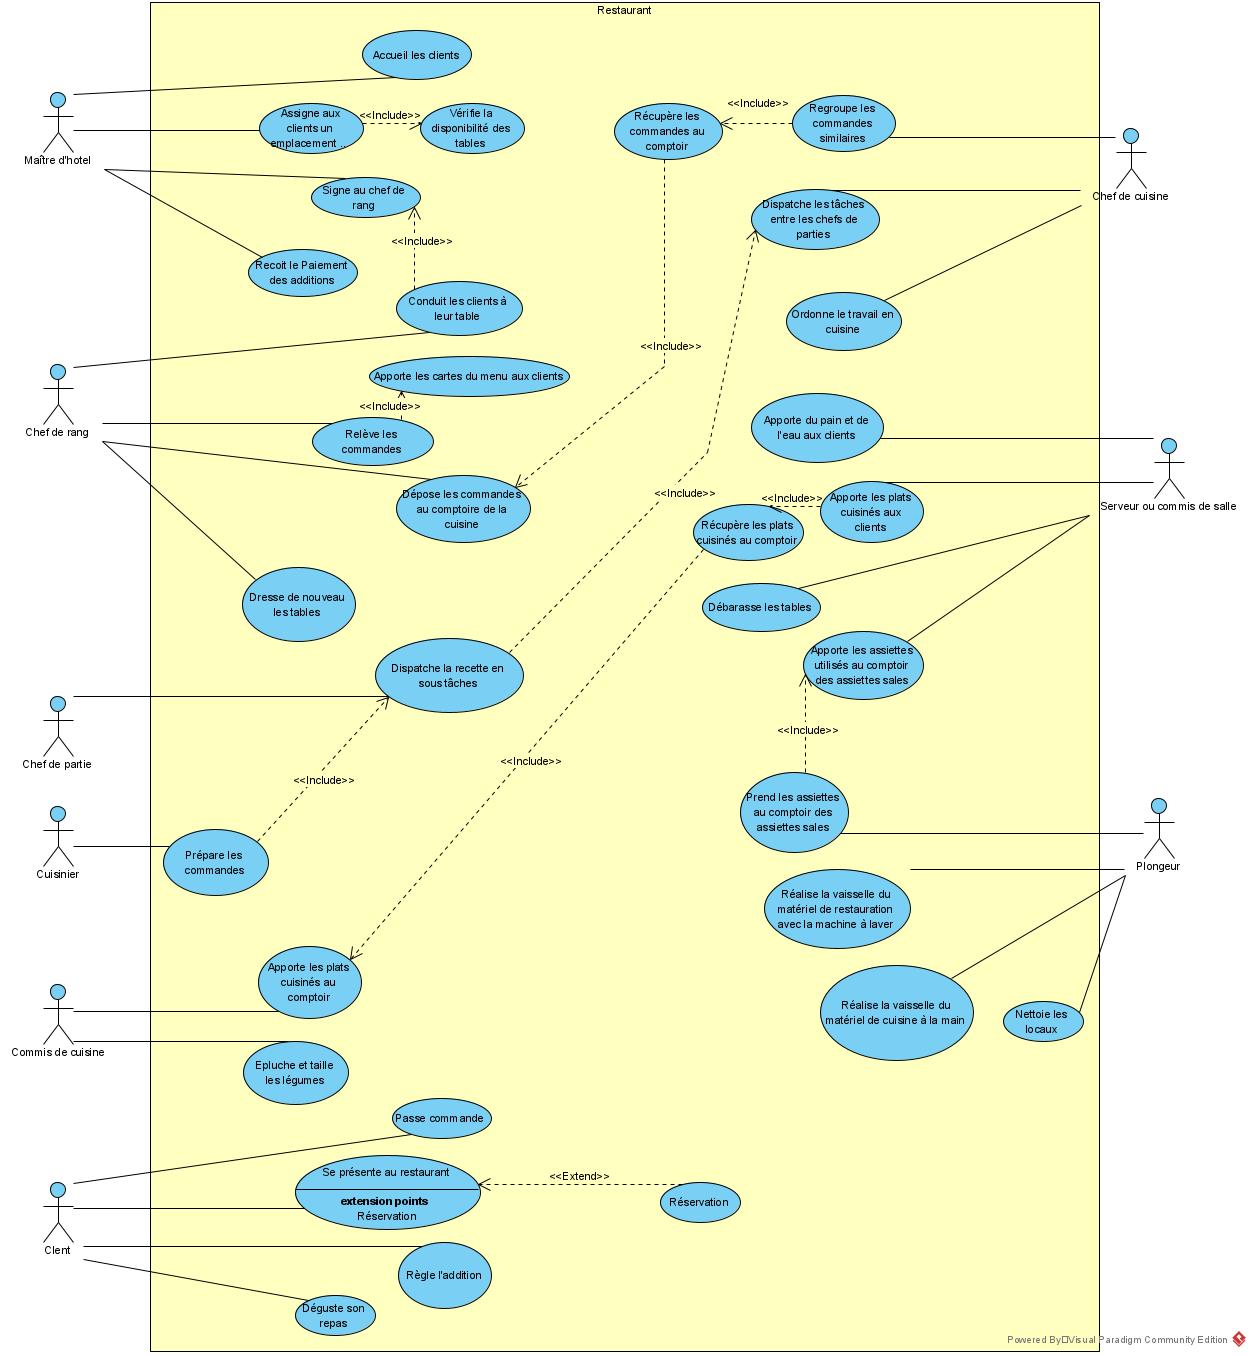 Restaurant
Accueil les clients
Assigne aux
clients un
emplacement ..
<<Include>>
Vérifie la
disponibilité des
tables
Récupère les
commandes au
comptoir
<<Include>>
Regroupe les
commandes
similaires
Maître d'hotel
Chef de cuisine
Signe au chef de
rang
Dispatche les tâches
entre les chefs de
parties
<<Include>>
Recoit le Paiement
des additions
Conduit les clients à
leur table
Ordonne le travail en
cuisine
<<Include>>
Apporte les cartes du menu aux clients
<<Include>>
Chef de rang
Relève les
commandes
Apporte du pain et de
l'eau aux clients
Dépose les commandes
au comptoire de la
cuisine
<<Include>>
<<Include>>
Apporte les plats
cuisinés aux
clients
Serveur ou commis de salle
Récupère les plats
cuisinés au comptoir
Dresse de nouveau
les tables
Débarasse les tables
Dispatche la recette en
sous tâches
Apporte les assiettes
utilisés au comptoir
des assiettes sales
Chef de partie
<<Include>>
<<Include>>
<<Include>>
Prend les assiettes
au comptoir des
assiettes sales
Cuisinier
Prépare les
commandes
Plongeur
Réalise la vaisselle du
matériel de restauration
avec la machine à laver
Apporte les plats
cuisinés au
comptoir
Réalise la vaisselle du
matériel de cuisine à la main
Nettoie les
locaux
Commis de cuisine
Epluche et taille
les légumes
Passe commande
Se présente au restaurant
extension points
Réservation
<<Extend>>
Réservation
Clent
Règle l'addition
Déguste son
repas
Powered By Visual Paradigm Community Edition